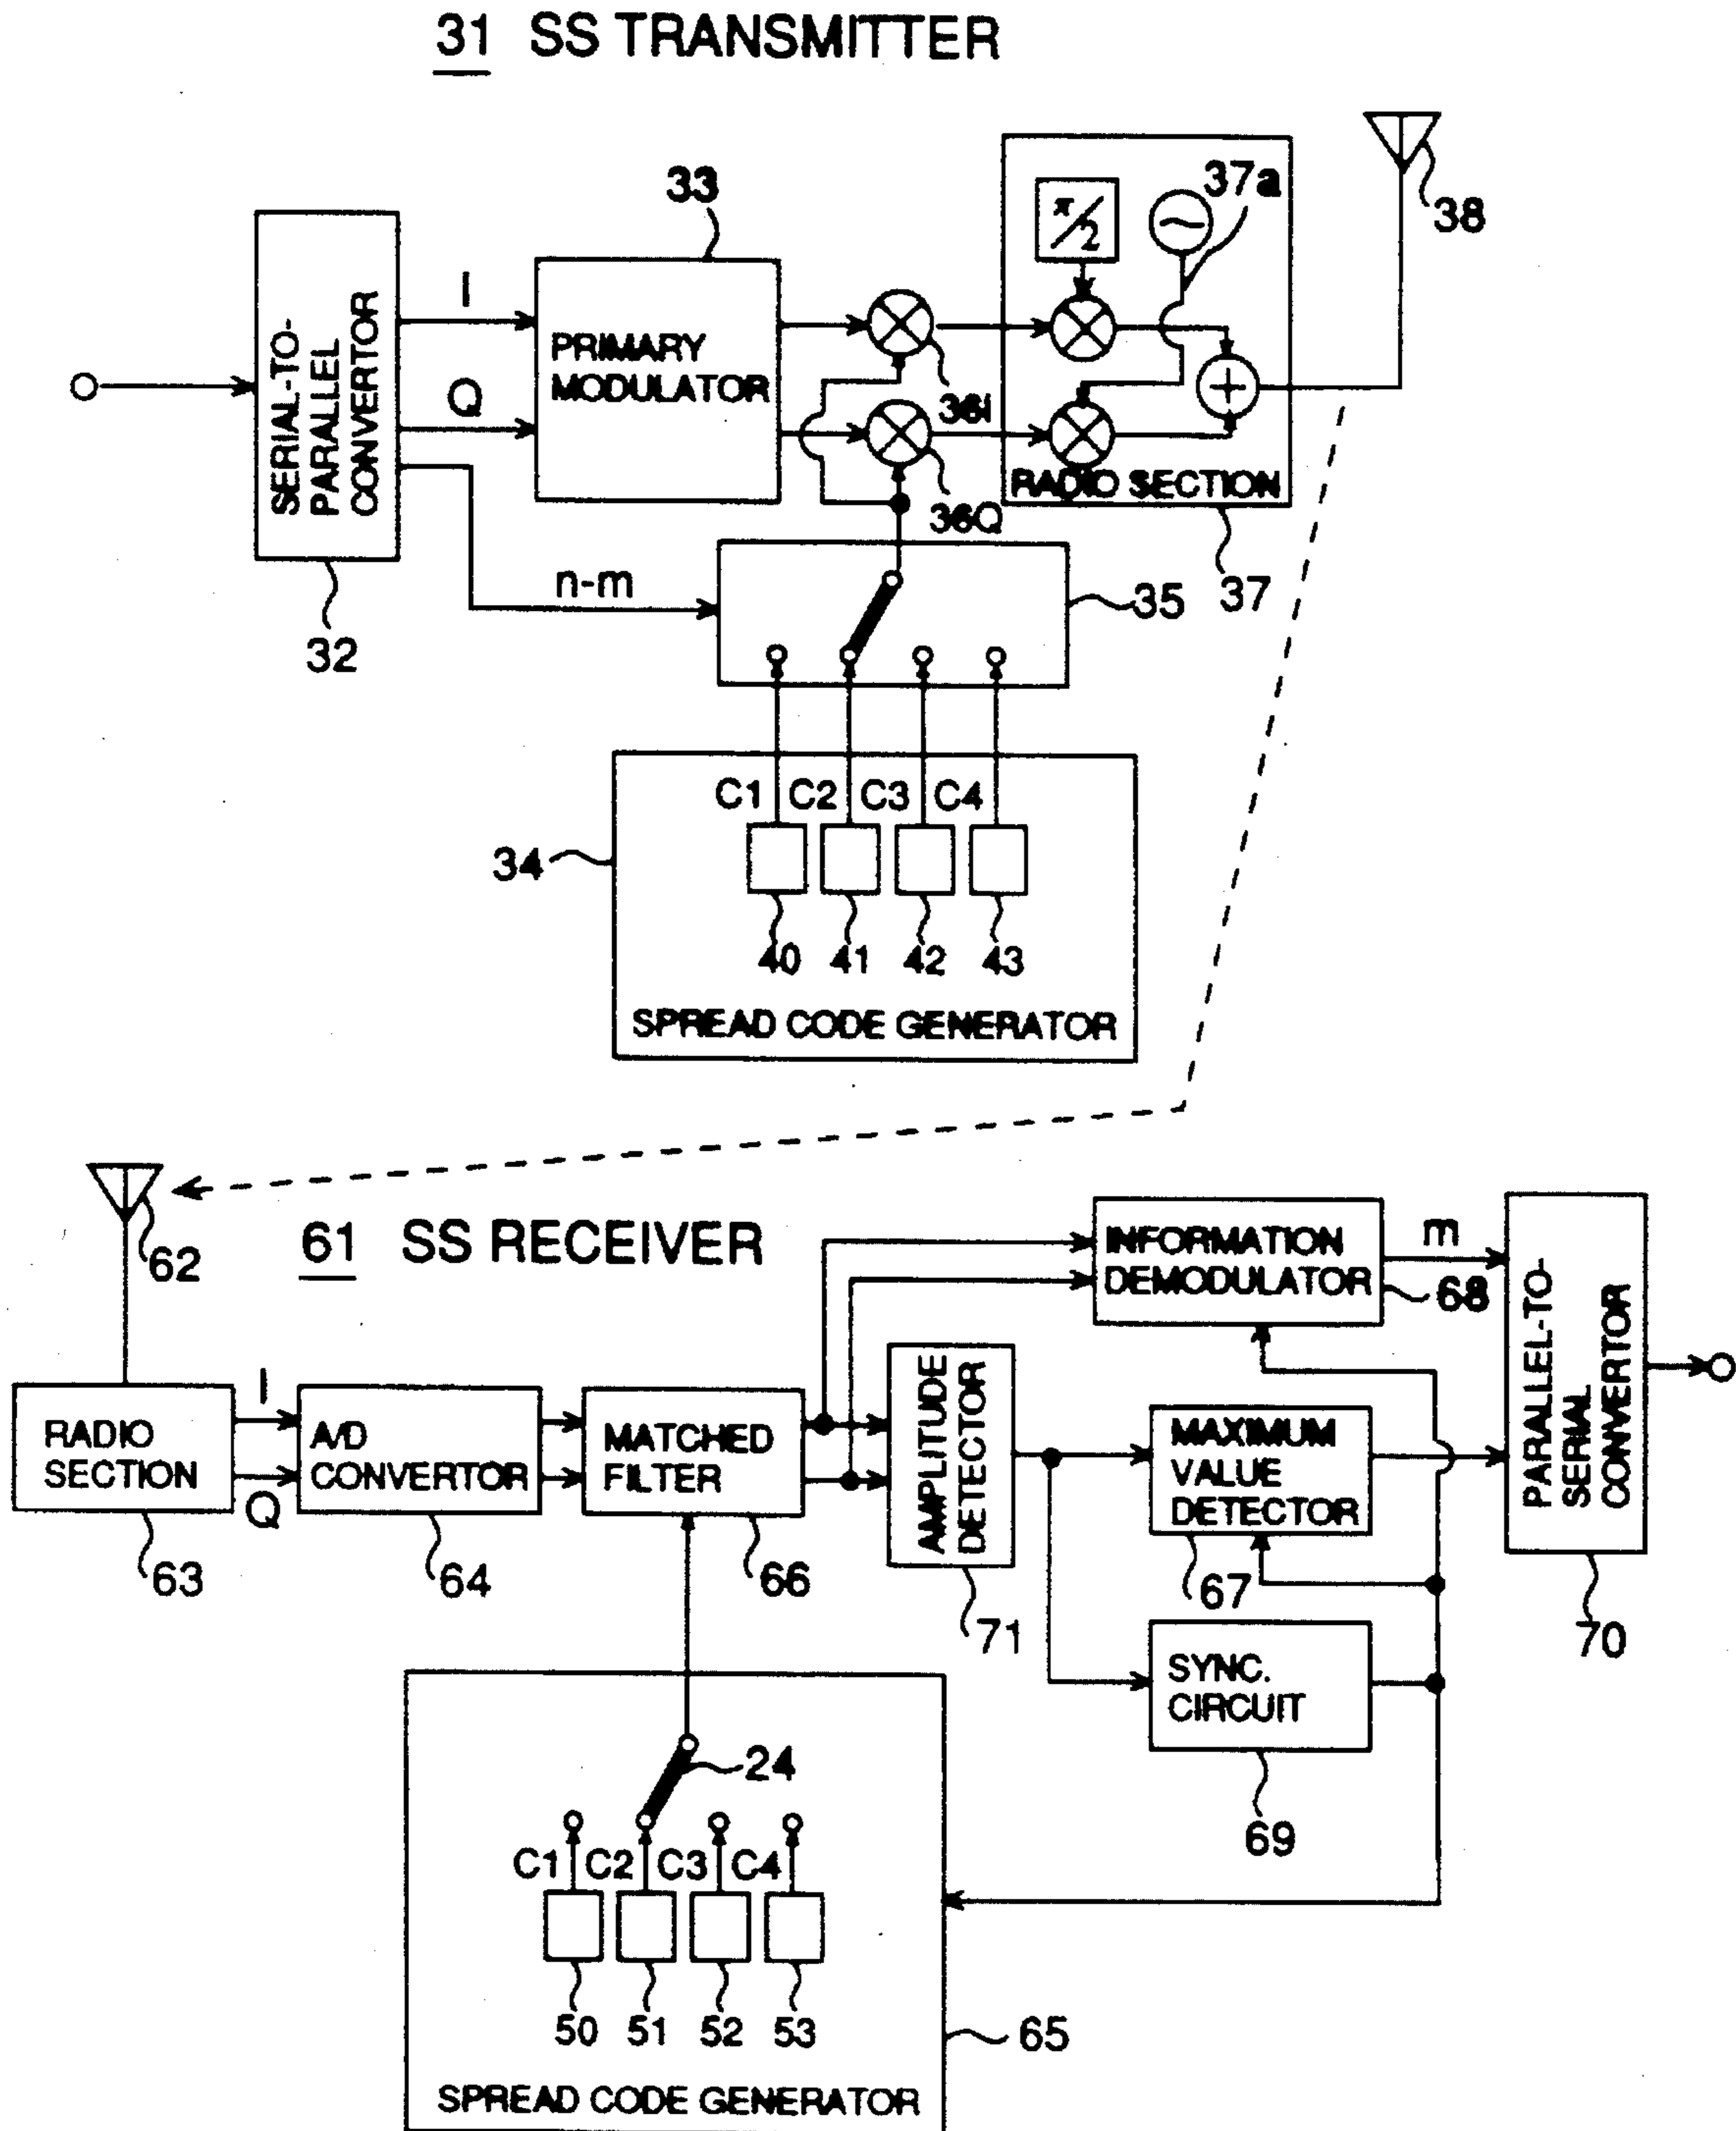 31 SS TRANSMITTER
33
37a
38
π/2
SERIAL-TO-
PARALLEL
CONVERTOR
I
Q
PRIMARY
MODULATOR
36I
36Q
RADIO SECTION
n-m
32
35
37
C1 C2 C3 C4
34
40 41 42 43
SPREAD CODE GENERATOR
62
61 SS RECEIVER
INFORMATION
DEMODULATOR
m
68
I
Q
RADIO
SECTION
A/D
CONVERTOR
MATCHED
FILTER
AMPLITUDE
DETECTOR
MAXIMUM
VALUE
DETECTOR
PARALLEL-TO-
SERIAL
CONVERTOR
63
64
66
71
67
70
SYNC.
CIRCUIT
69
24
C1 C2 C3 C4
50 51 52 53
65
SPREAD CODE GENERATOR